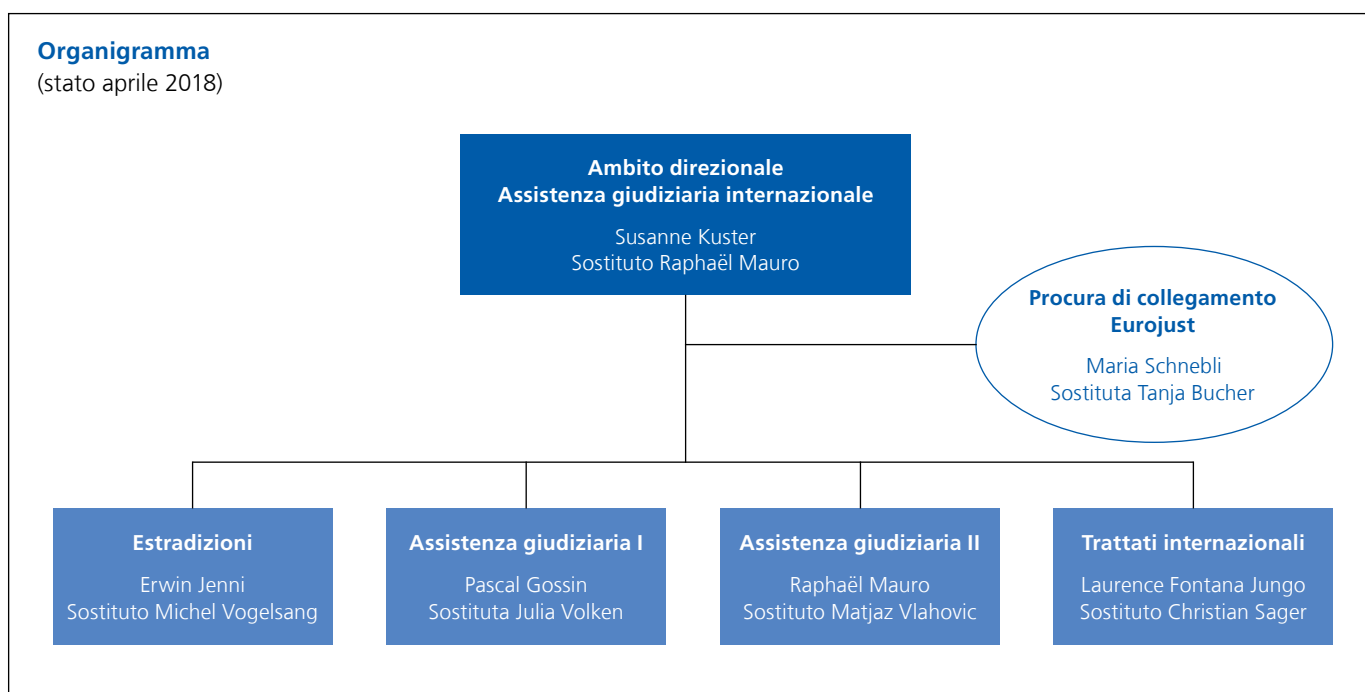 Organigramma
(stato aprile 2018)
Ambito direzionale
Assistenza giudiziaria internazionale
Susanne Kuster
Sostituto Raphaël Mauro
Procura di collegamento
Eurojust
Maria Schnebli
Sostituta Tanja Bucher
Estradizioni
Erwin Jenni
Sostituto Michel Vogelsang
Assistenza giudiziaria I
Pascal Gossin
Sostituta Julia Volken
Assistenza giudiziaria II
Raphaël Mauro
Sostituto Matjaz Vlahovic
Trattati internazionali
Laurence Fontana Jungo
Sostituto Christian Sager